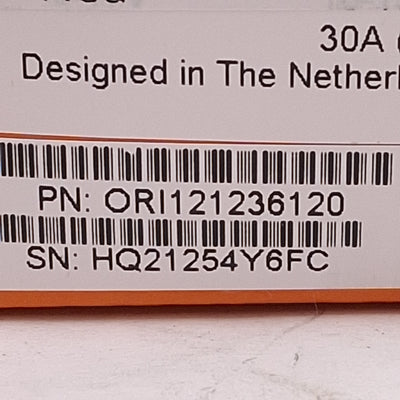 30A
Designed in The Netherl
PN: ORI121236120
SN: HQ21254Y6FC